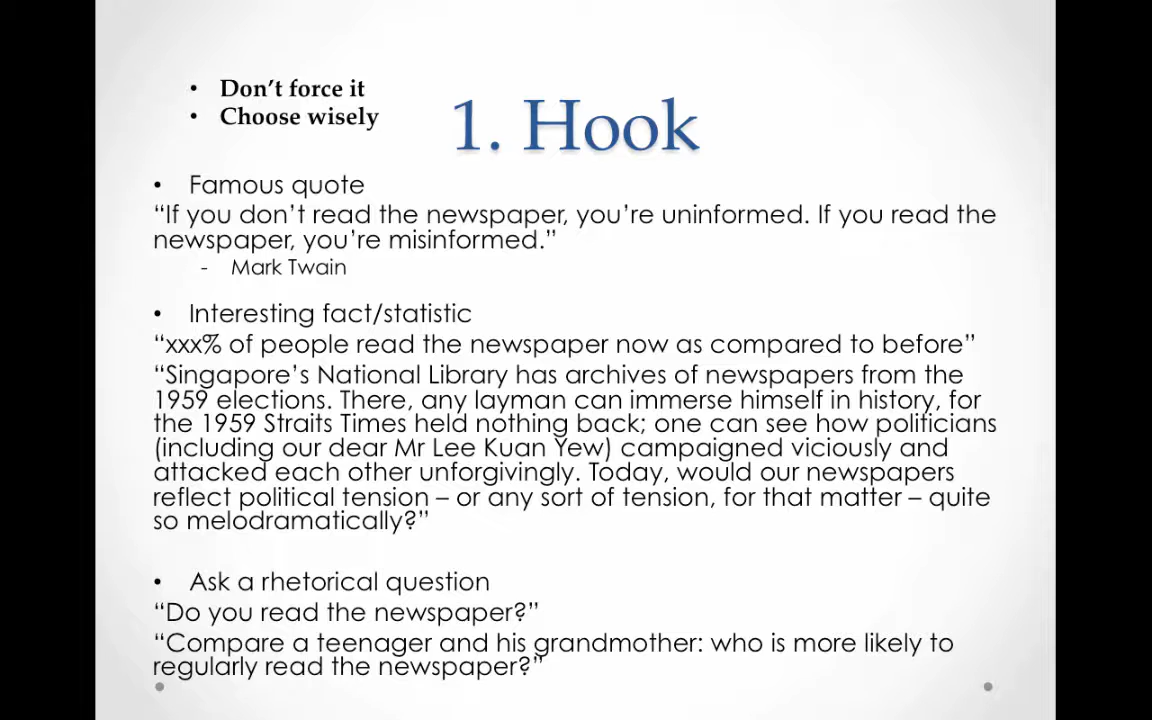 • Don’t force it
• Choose wisely
1. Hook
• Famous quote
“If you don’t read the newspaper, you’re uninformed. If you read the
newspaper, you’re misinformed.”
- Mark Twain
• Interesting fact/statistic
“xxx% of people read the newspaper now as compared to before”
“Singapore’s National Library has archives of newspapers from the
1959 elections. There, any layman can immerse himself in history, for
the 1959 Straits Times held nothing back; one can see how politicians
(including our dear Mr Lee Kuan Yew) campaigned viciously and
attacked each other unforgivingly. Today, would our newspapers
reflect political tension – or any sort of tension, for that matter – quite
so melodramatically?”
• Ask a rhetorical question
“Do you read the newspaper?”
“Compare a teenager and his grandmother: who is more likely to
regularly read the newspaper?”